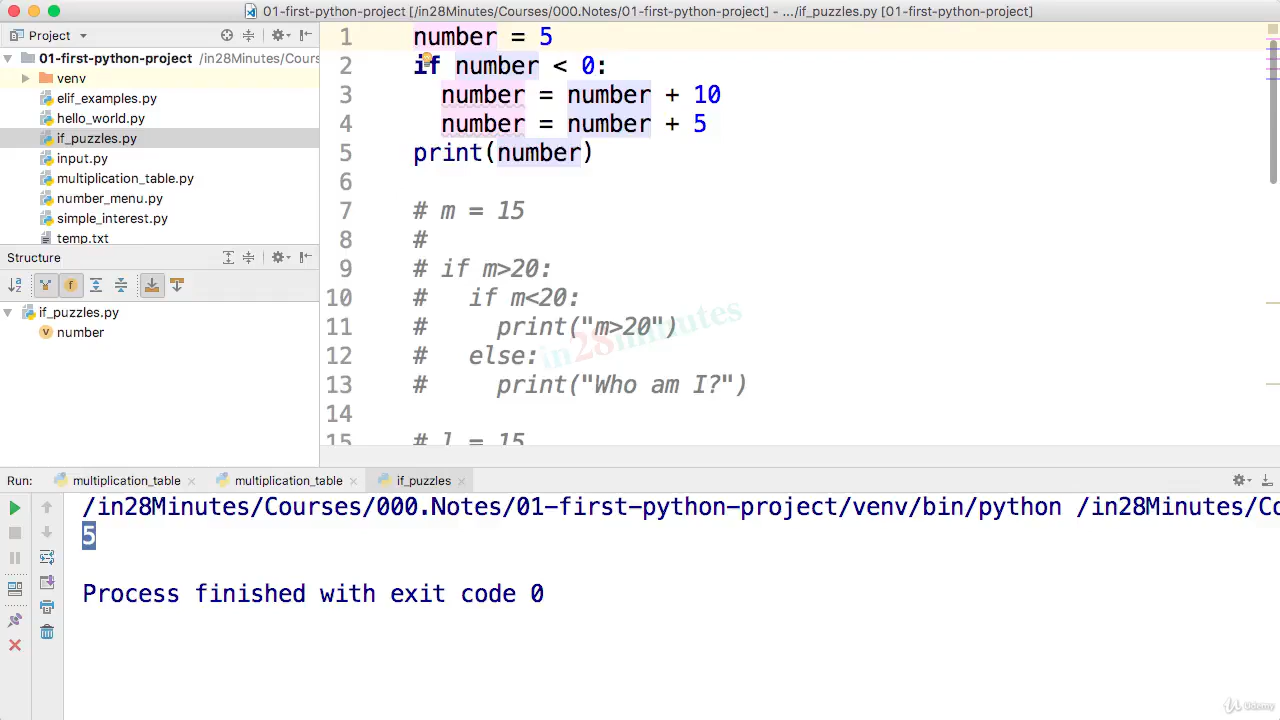 01-first-python-project [/in28Minutes/Courses/000.Notes/01-first-python-project] - .../if_puzzles.py [01-first-python-project]
Project
01-first-python-project /in28Minutes/Cours
venv
elif_examples.py
hello_world.py
if_puzzles.py
input.py
multiplication_table.py
number_menu.py
simple_interest.py
temp.txt
Structure
if_puzzles.py
number
1 number = 5
2 if number < 0:
3 number = number + 10
4 number = number + 5
5 print(number)
6
7 # m = 15
8 #
9 # if m>20:
10 # if m<20:
11 # print("m>20")
12 # else:
13 # print("Who am I?")
14
15 # l = 15
in28minutes
Run: multiplication_table multiplication_table if_puzzles
/in28Minutes/Courses/000.Notes/01-first-python-project/venv/bin/python /in28Minutes/Co
5
Process finished with exit code 0
Udemy